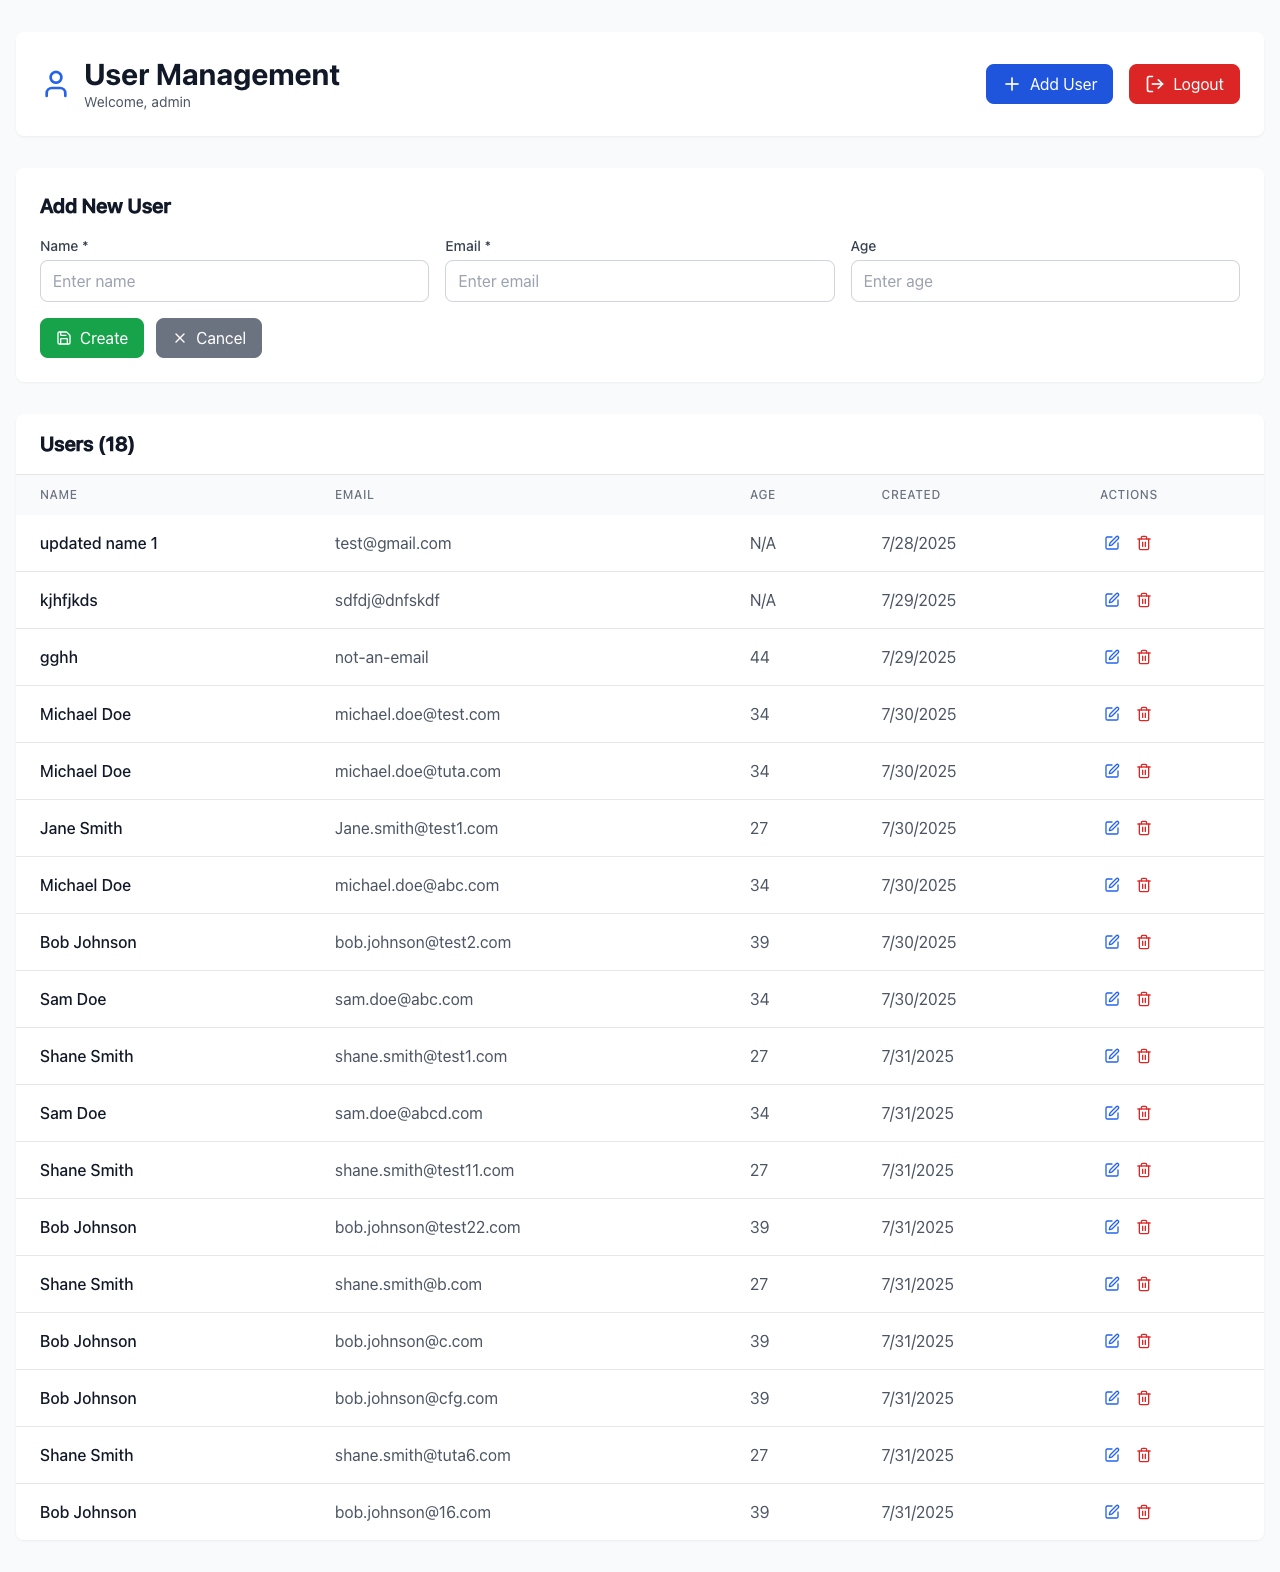 User Management
Welcome, admin
Add User
Logout
Add New User
Name * Email * Age
Enter name Enter email Enter age
Create Cancel
Users (18)
NAME EMAIL AGE CREATED ACTIONS
updated name 1 test@gmail.com N/A 7/28/2025
kjhfjkds sdfdj@dnfskdf N/A 7/29/2025
gghh not-an-email 44 7/29/2025
Michael Doe michael.doe@test.com 34 7/30/2025
Michael Doe michael.doe@tuta.com 34 7/30/2025
Jane Smith Jane.smith@test1.com 27 7/30/2025
Michael Doe michael.doe@abc.com 34 7/30/2025
Bob Johnson bob.johnson@test2.com 39 7/30/2025
Sam Doe sam.doe@abc.com 34 7/30/2025
Shane Smith shane.smith@test1.com 27 7/31/2025
Sam Doe sam.doe@abcd.com 34 7/31/2025
Shane Smith shane.smith@test11.com 27 7/31/2025
Bob Johnson bob.johnson@test22.com 39 7/31/2025
Shane Smith shane.smith@b.com 27 7/31/2025
Bob Johnson bob.johnson@c.com 39 7/31/2025
Bob Johnson bob.johnson@cfg.com 39 7/31/2025
Shane Smith shane.smith@tuta6.com 27 7/31/2025
Bob Johnson bob.johnson@16.com 39 7/31/2025